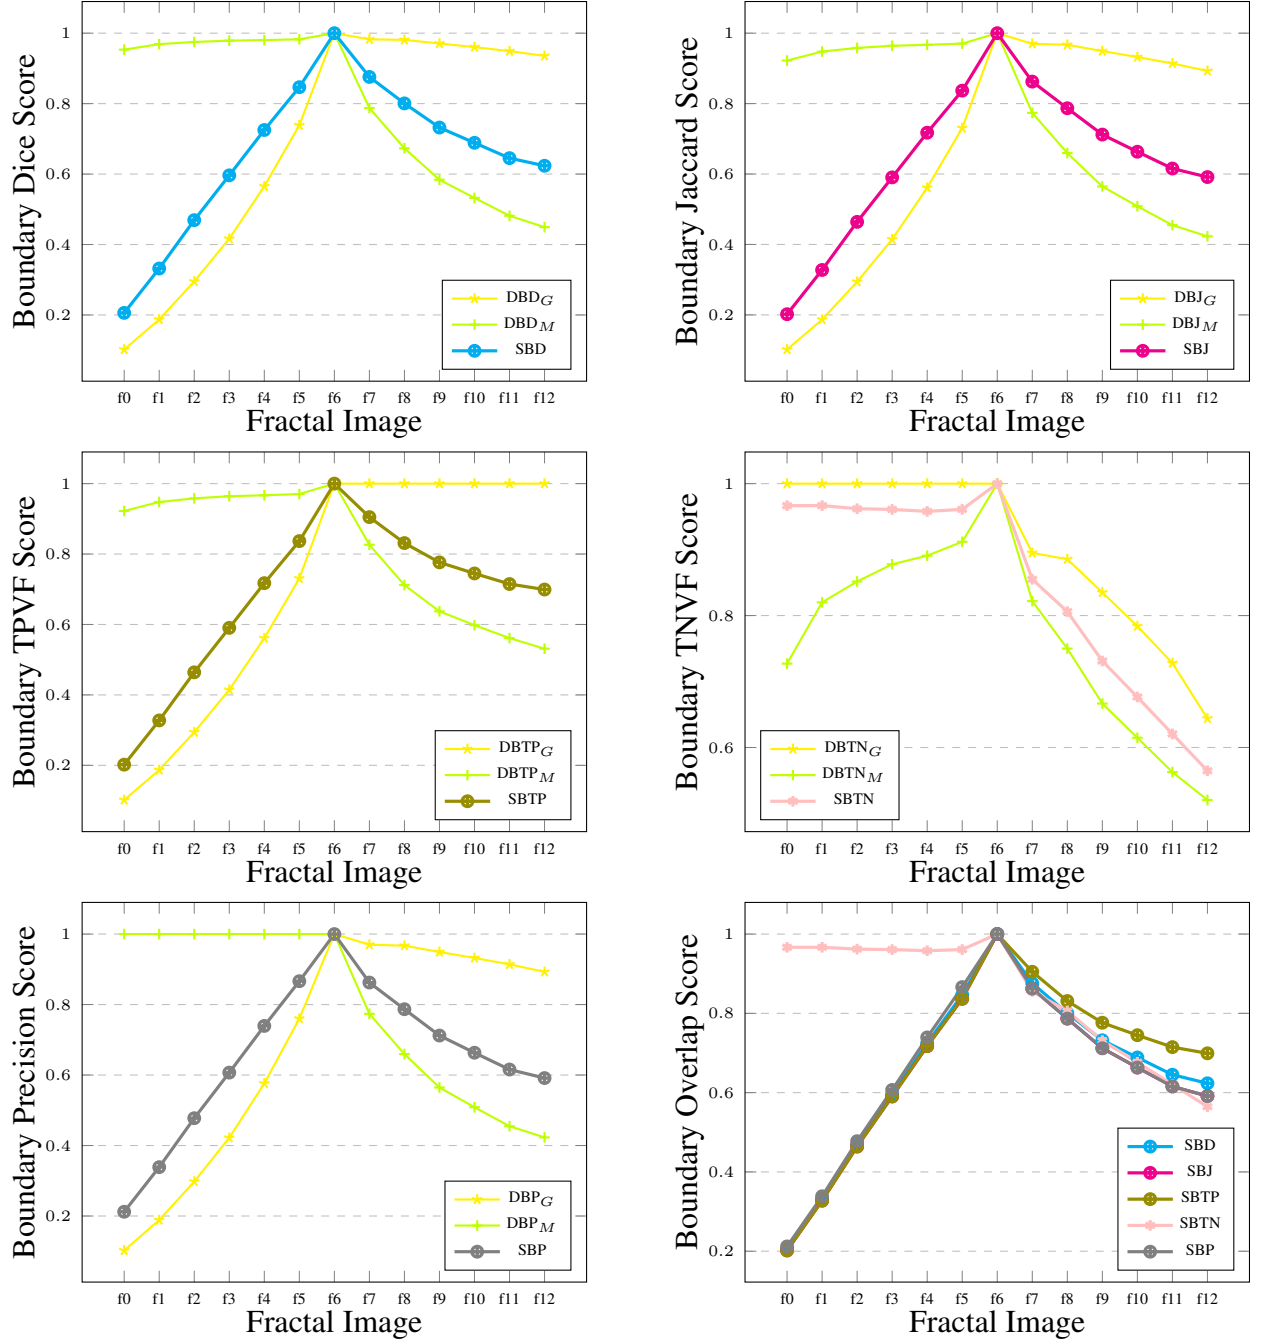 Boundary Dice Score
1
0.8
0.6
0.4
0.2
f0 f1 f2 f3 f4 f5 f6 f7 f8 f9 f10 f11 f12
Fractal Image
DBD_G
DBD_M
SBD
Boundary Jaccard Score
1
0.8
0.6
0.4
0.2
f0 f1 f2 f3 f4 f5 f6 f7 f8 f9 f10 f11 f12
Fractal Image
DBJ_G
DBJ_M
SBJ
Boundary TPVF Score
1
0.8
0.6
0.4
0.2
f0 f1 f2 f3 f4 f5 f6 f7 f8 f9 f10 f11 f12
Fractal Image
DBTP_G
DBTP_M
SBTP
Boundary TNVF Score
1
0.8
0.6
f0 f1 f2 f3 f4 f5 f6 f7 f8 f9 f10 f11 f12
Fractal Image
DBTN_G
DBTN_M
SBTN
Boundary Precision Score
1
0.8
0.6
0.4
0.2
f0 f1 f2 f3 f4 f5 f6 f7 f8 f9 f10 f11 f12
Fractal Image
DBP_G
DBP_M
SBP
Boundary Overlap Score
1
0.8
0.6
0.4
0.2
f0 f1 f2 f3 f4 f5 f6 f7 f8 f9 f10 f11 f12
Fractal Image
SBD
SBJ
SBTP
SBTN
SBP